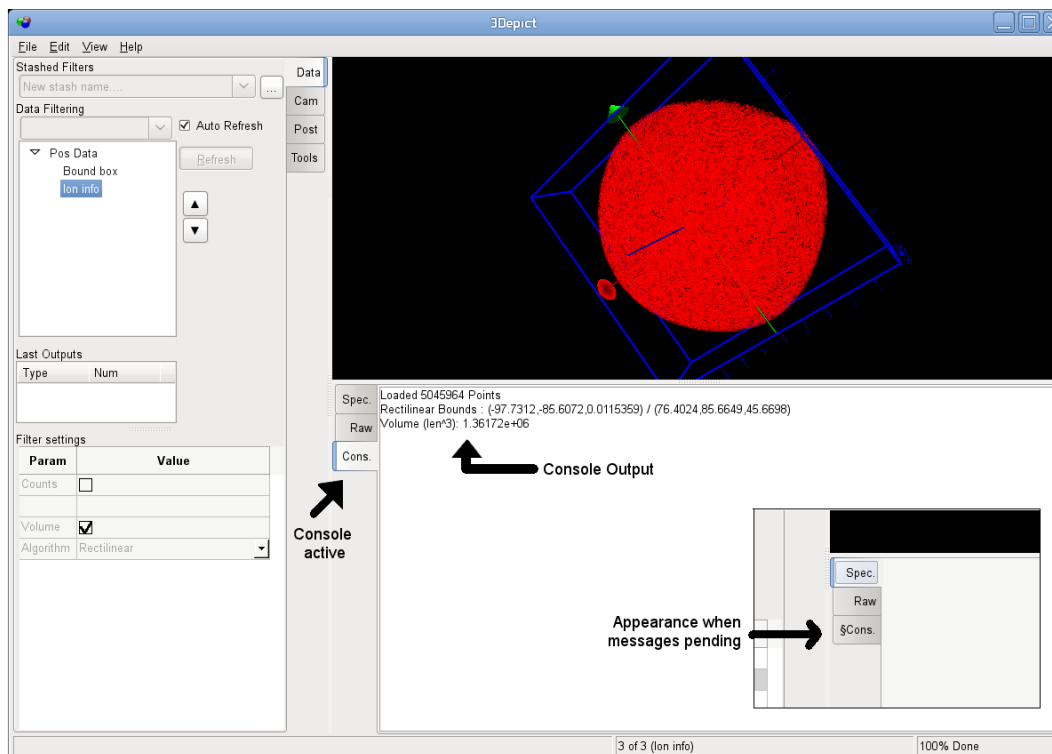 3Depict
File Edit View Help
Stashed Filters
New stash name....
...
Data Filtering
Auto Refresh
Refresh
Pos Data
Bound box
Ion info
Data
Cam
Post
Tools
Last Outputs
Type Num
Filter settings
Param Value
Counts
Volume
Algorithm Rectilinear
Spec.
Raw
Cons.
Loaded 5045964 Points
Rectilinear Bounds : (-97.7312,-85.6072,0.0115359) / (76.4024,85.6649,45.6698)
Volume (len^3): 1.36172e+06
Console Output
Console
active
Spec.
Raw
§Cons.
Appearance when
messages pending
3 of 3 (Ion info)
100% Done